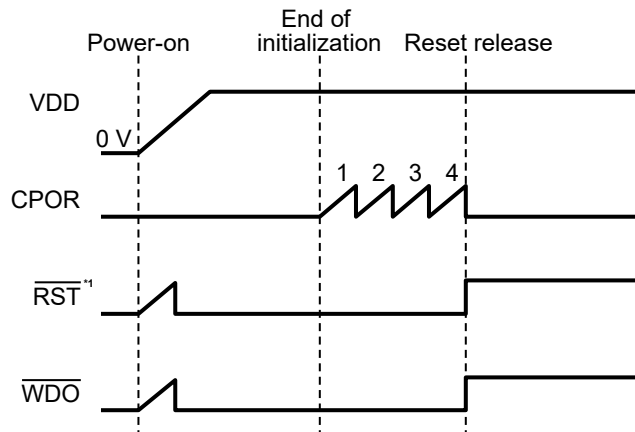 End of
Power-on initialization Reset release
VDD
0 V
1 2 3 4
CPOR
RST *1
WDO